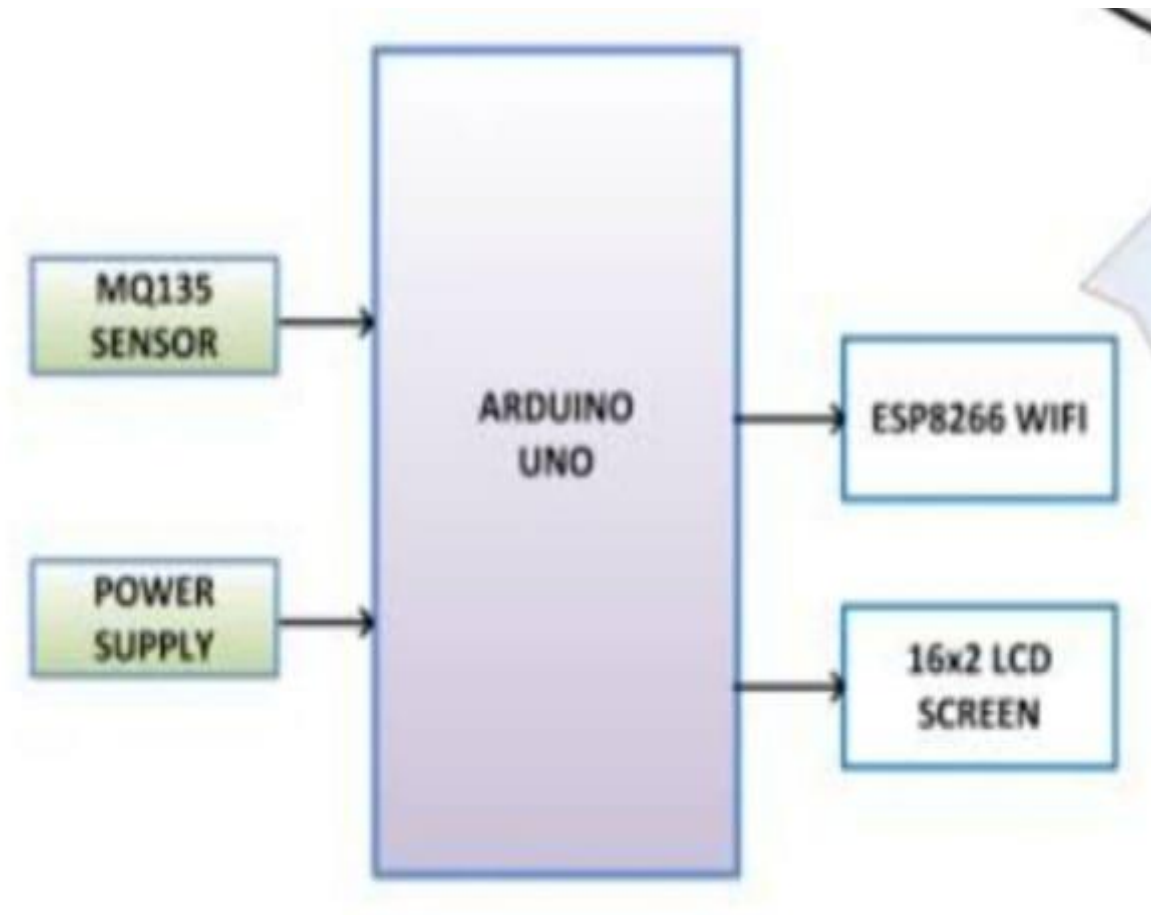 MQ135
SENSOR
POWER
SUPPLY
ARDUINO
UNO
ESP8266 WIFI
16x2 LCD
SCREEN